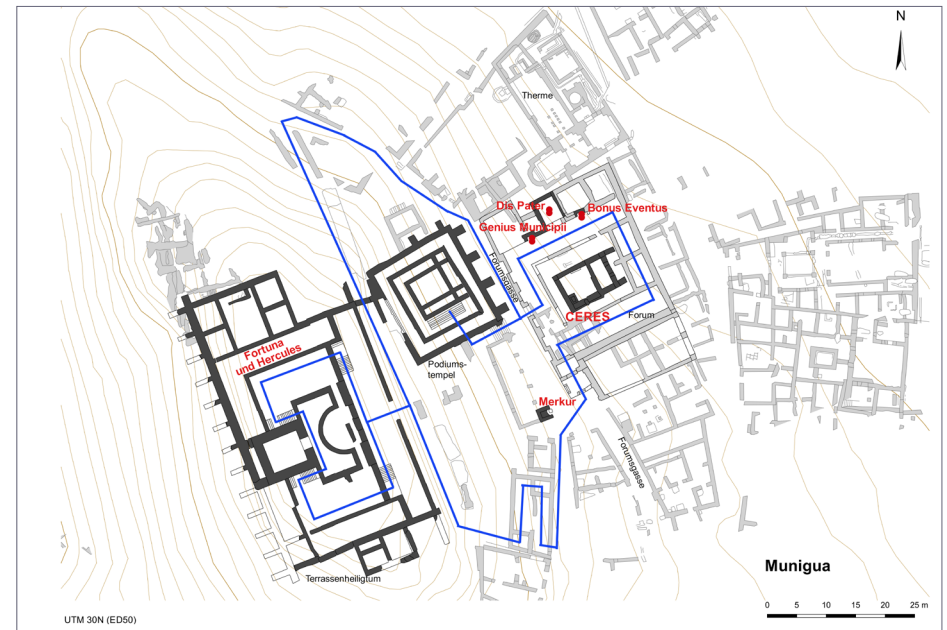 N
Therme
Dis Pater
Bonus Eventus
Genius Municipii
Forumsgasse
CERES
Forum
Fortuna
und Hercules
Podiums-
tempel
Merkur
Forumsgasse
Munigua
Terrassenheiligtum
0 5 10 15 20 25 m
UTM 30N (ED50)